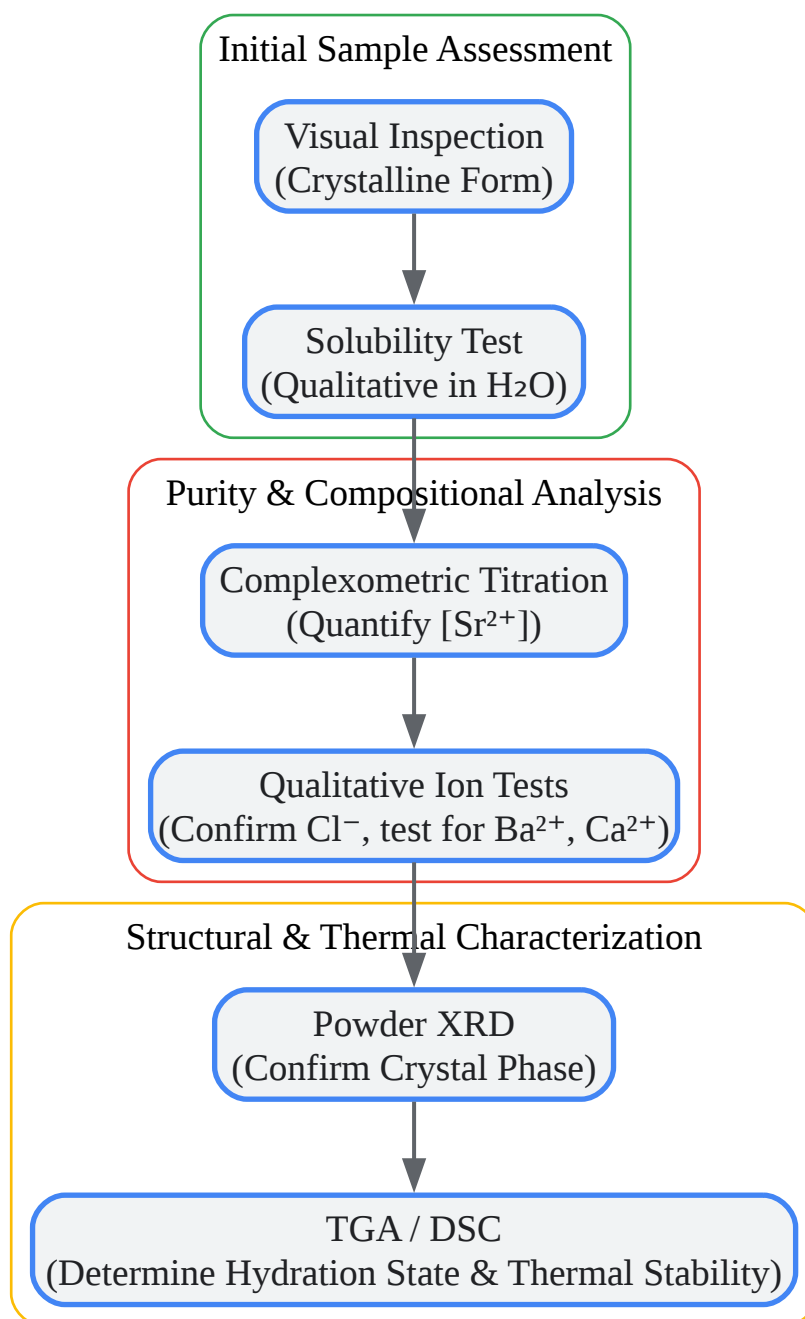 Initial Sample Assessment
Visual Inspection
(Crystalline Form)
Solubility Test
(Qualitative in H₂O)
Purity & Compositional Analysis
Complexometric Titration
(Quantify [Sr²⁺])
Qualitative Ion Tests
(Confirm Cl⁻, test for Ba²⁺, Ca²⁺)
Structural & Thermal Characterization
Powder XRD
(Confirm Crystal Phase)
TGA / DSC
(Determine Hydration State & Thermal Stability)